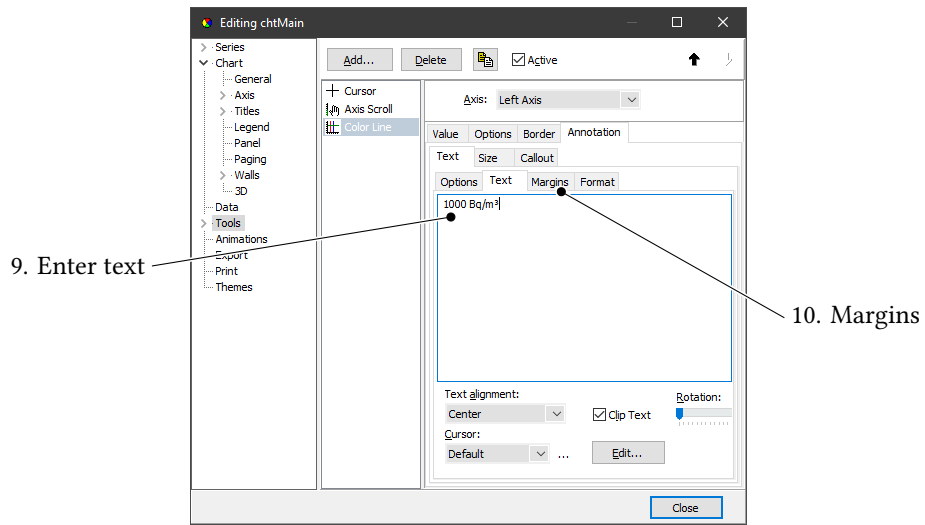 Editing chtMain
Series
Chart
General
Axis
Titles
Legend
Panel
Paging
Walls
3D
Data
Tools
Animations
Export
Print
Themes
Add...
Delete
Active
Cursor
Axis Scroll
Color Line
Axis:
Left Axis
Value
Options
Border
Annotation
Text
Size
Callout
Options
Text
Margins
Format
1000 Bq/m³
9. Enter text
10. Margins
Text alignment:
Center
Clip Text
Rotation:
Cursor:
Default
...
Edit...
Close